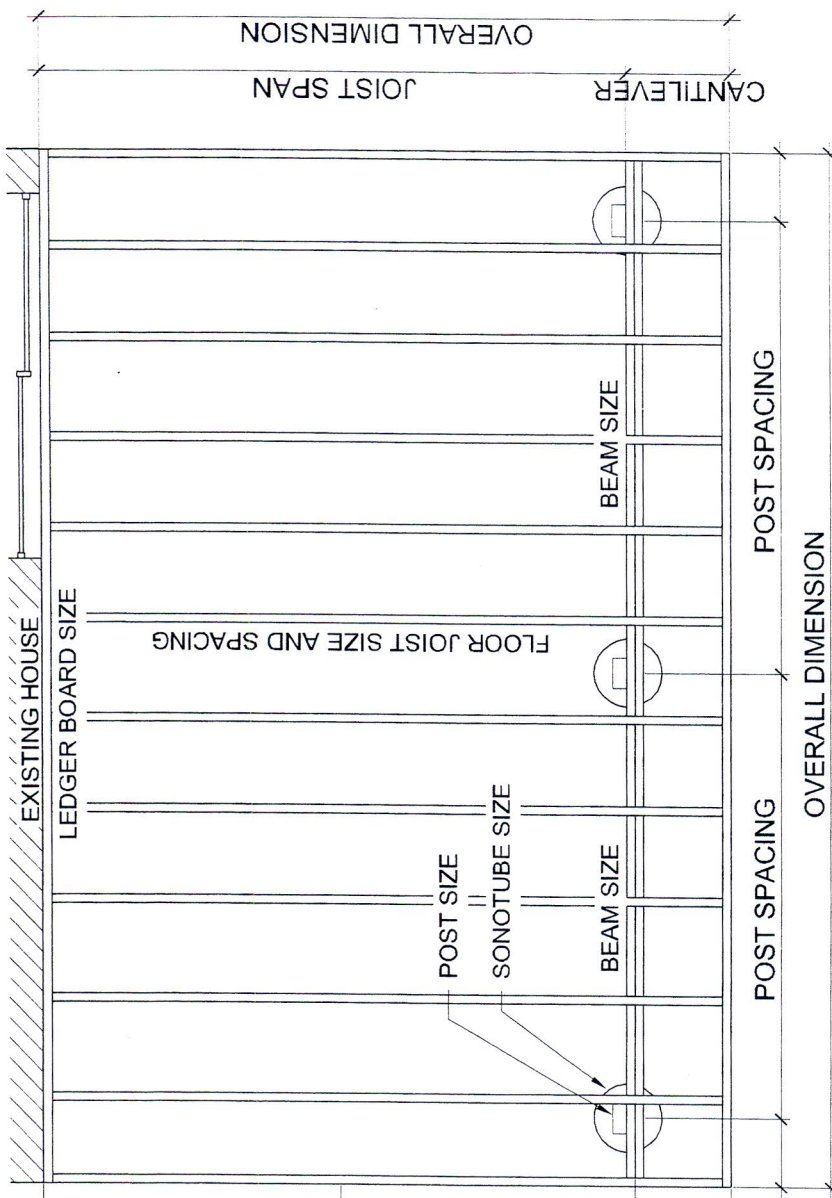 OVERALL DIMENSION
JOIST SPAN
CANTILEVER
EXISTING HOUSE
LEDGER BOARD SIZE
FLOOR JOIST SIZE AND SPACING
BEAM SIZE
POST SIZE
SONOTUBE SIZE
BEAM SIZE
POST SPACING
POST SPACING
OVERALL DIMENSION